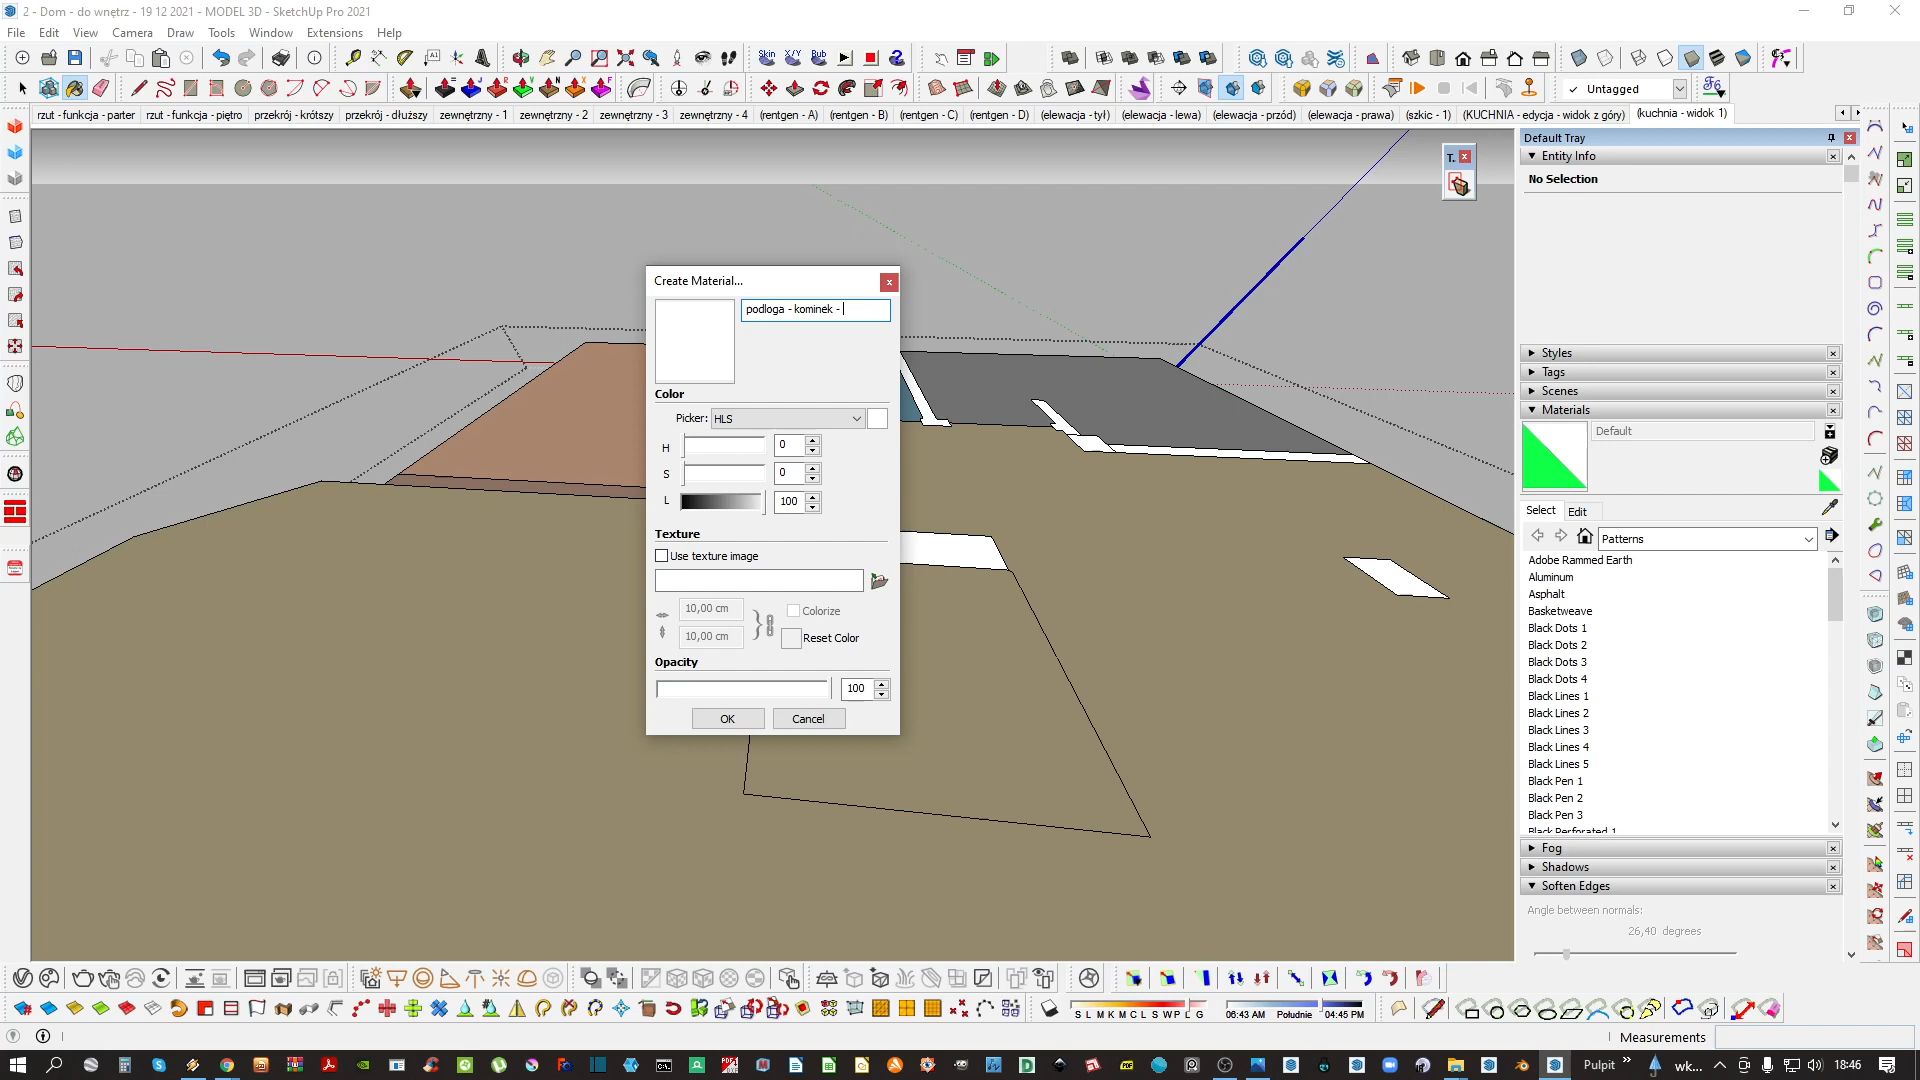 2 - Dom - do wnętrz - 19 12 2021 - MODEL 3D - SketchUp Pro 2021
File Edit View Camera Draw Tools Window Extensions Help
Skin X/Y Bub
Untagged
rzut - funkcja - parter rzut - funkcja - piętro przekrój - krótszy przekrój - dłuższy zewnętrzny - 1 zewnętrzny - 2 zewnętrzny - 3 zewnętrzny - 4 (rentgen - A) (rentgen - B) (rentgen - C) (rentgen - D) (elewacja - tył) (elewacja - lewa) (elewacja - przód) (elewacja - prawa) (szkic - 1) (KUCHNIA - edycja - widok z góry) (kuchnia - widok 1)
Default Tray
Entity Info
No Selection
T.
Create Material...
podloga - kominek -
Color
Picker: HLS
H 0
S 0
L 100
Texture
Use texture image
10,00 cm
Colorize
10,00 cm
Reset Color
Opacity
100
OK Cancel
Styles
Tags
Scenes
Materials
Default
Select Edit
Patterns
Adobe Rammed Earth
Aluminum
Asphalt
Basketweave
Black Dots 1
Black Dots 2
Black Dots 3
Black Dots 4
Black Lines 1
Black Lines 2
Black Lines 3
Black Lines 4
Black Lines 5
Black Pen 1
Black Pen 2
Black Pen 3
Black Perforated 1
Fog
Shadows
Soften Edges
Angle between normals:
26,40 degrees
S L M K M C L S W P L G
06:43 AM Południe 04:45 PM
Measurements
Pulpit
wk...
18:46